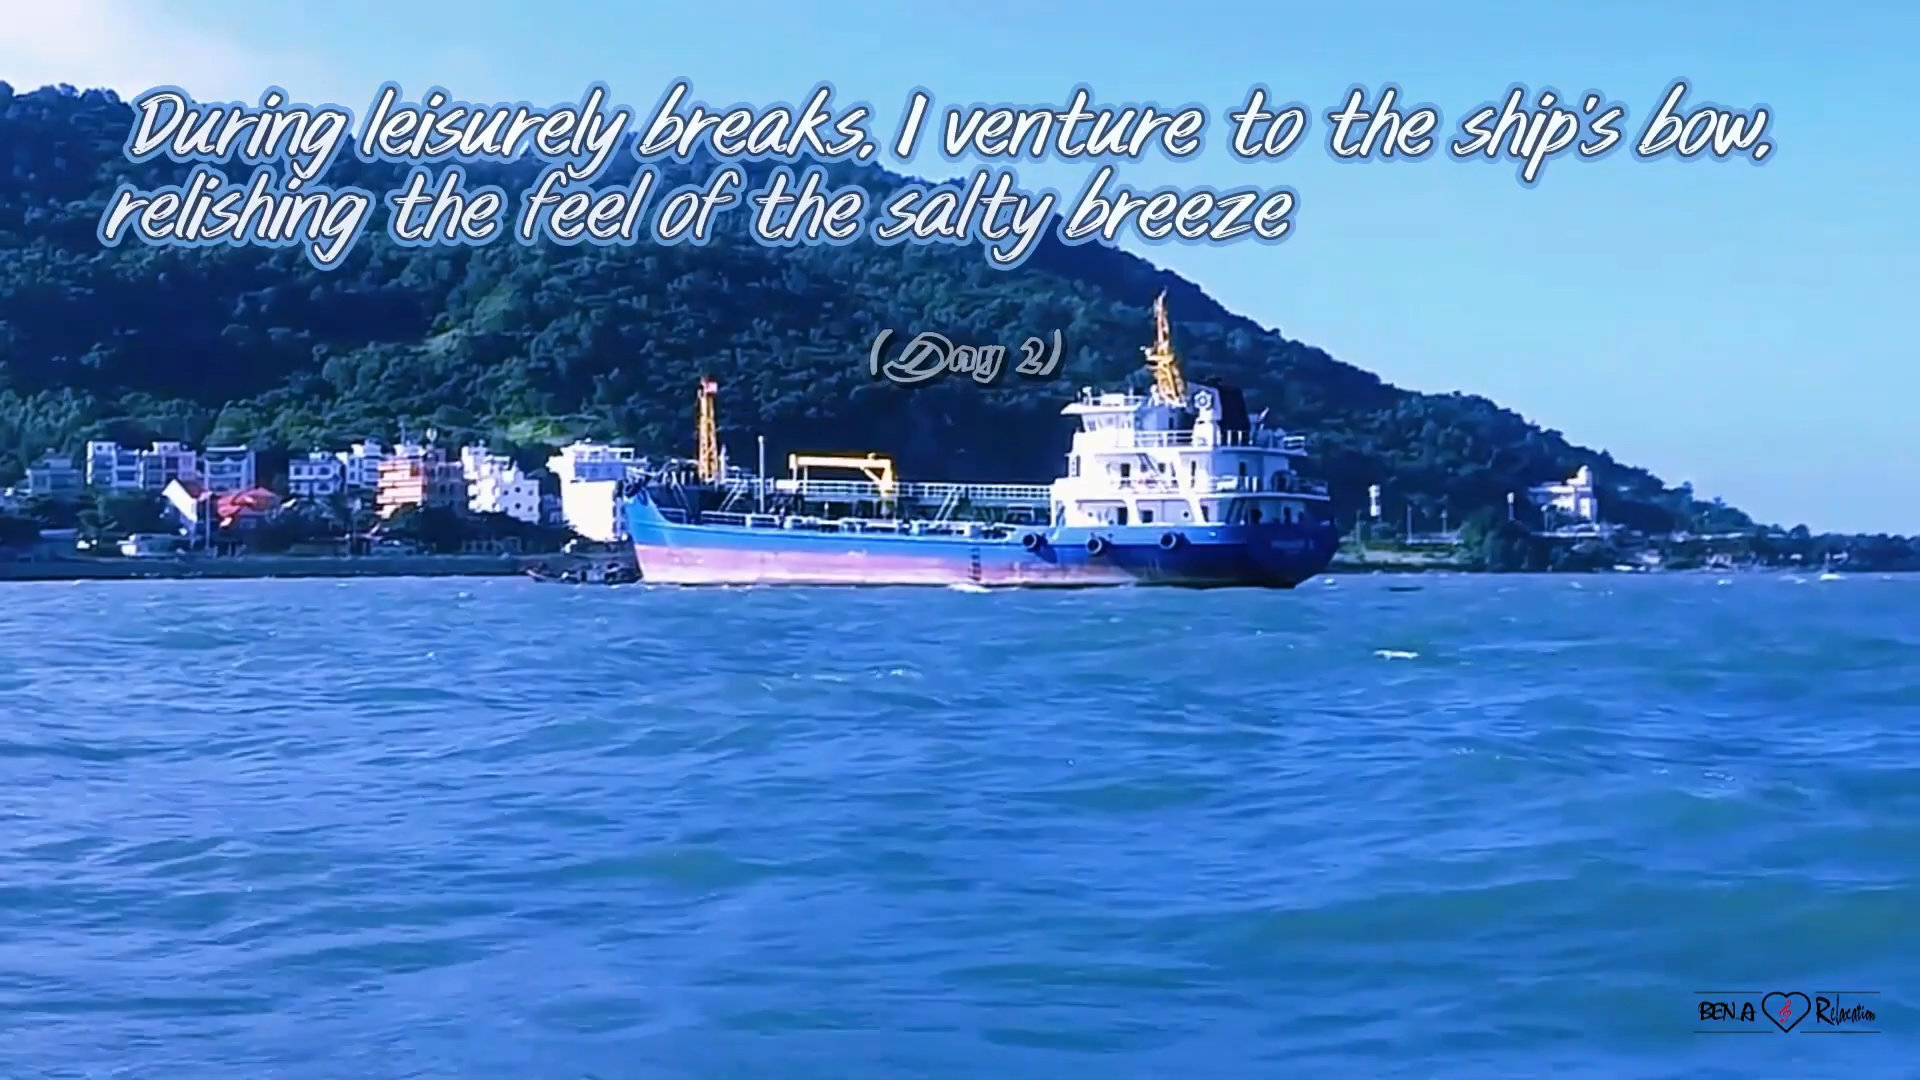 During leisurely breaks, I venture to the ship's bow,
relishing the feel of the salty breeze
(Day 2)
BEN.A Relaxation